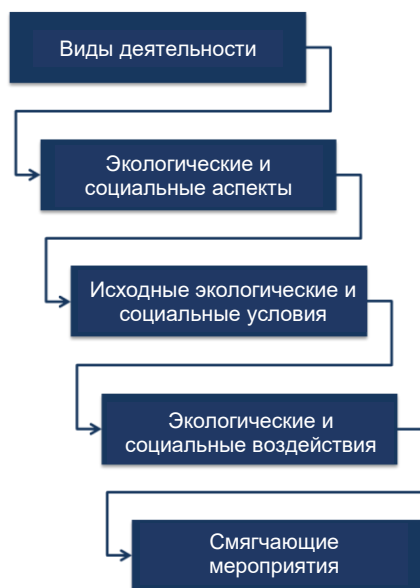 Виды деятельности
Экологические и
социальные аспекты
Исходные экологические и
социальные условия
Экологические и
социальные воздействия
Смягчающие
мероприятия